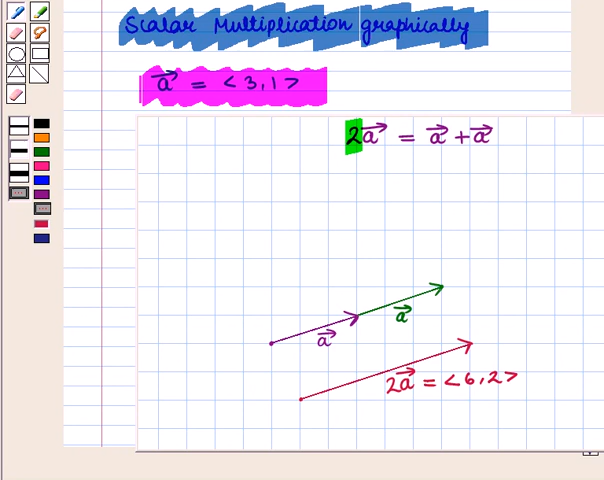 Scalar Multiplication graphically
a⃗ = < 3, 1 >
2a⃗ = a⃗ + a⃗
a⃗
a⃗
2a⃗ = < 6, 2 >